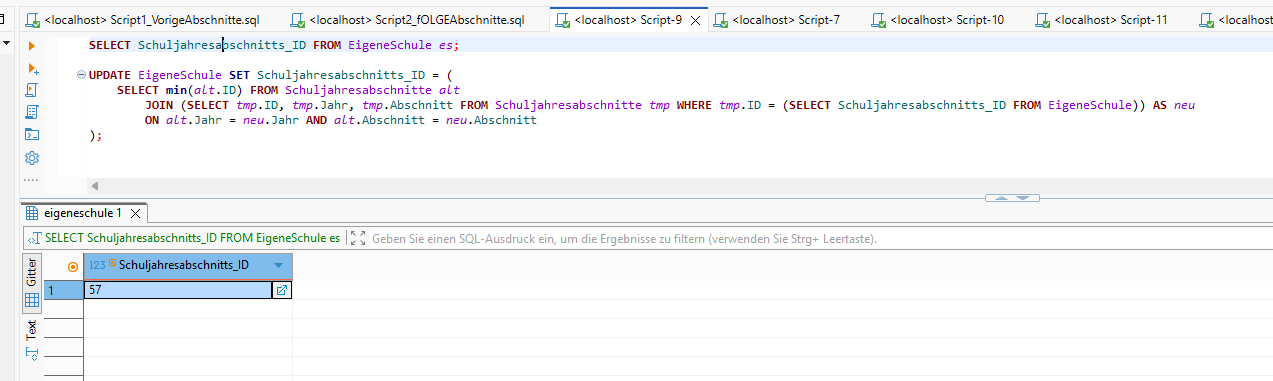 <localhost> Script1_VorigeAbschnitte.sql <localhost> Script2_fOLGEAbschnitte.sql <localhost> Script-9 <localhost> Script-7 <localhost> Script-10 <localhost> Script-11 <localhost
SELECT Schuljahresabschnitts_ID FROM EigeneSchule es;
UPDATE EigeneSchule SET Schuljahresabschnitts_ID = (
SELECT min(alt.ID) FROM Schuljahresabschnitte alt
JOIN (SELECT tmp.ID, tmp.Jahr, tmp.Abschnitt FROM Schuljahresabschnitte tmp WHERE tmp.ID = (SELECT Schuljahresabschnitts_ID FROM EigeneSchule)) AS neu
ON alt.Jahr = neu.Jahr AND alt.Abschnitt = neu.Abschnitt
);
eigeneschule 1
SELECT Schuljahresabschnitts_ID FROM EigeneSchule es Geben Sie einen SQL-Ausdruck ein, um die Ergebnisse zu filtern (verwenden Sie Strg+ Leertaste).
Gitter
123 Schuljahresabschnitts_ID
1 57
Text